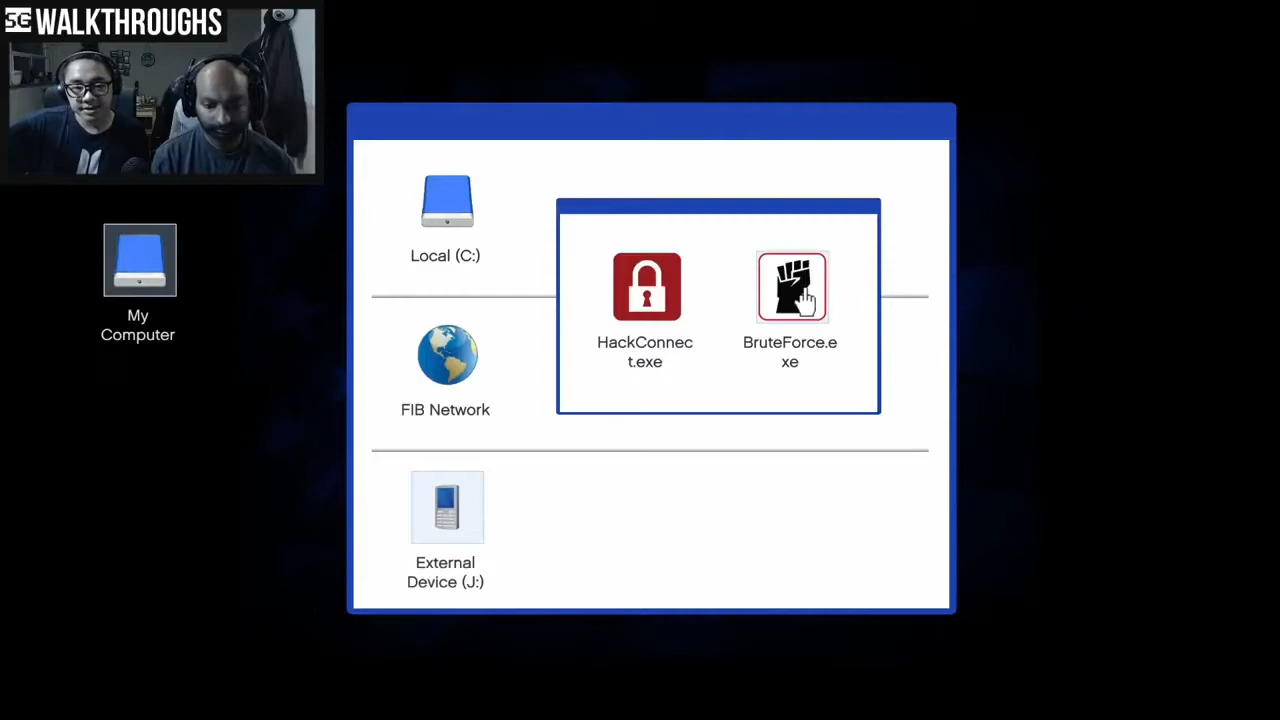 SG WALKTHROUGHS
My
Computer
Local (C:)
FIB Network
External
Device (J:)
HackConnec
t.exe
BruteForce.e
xe